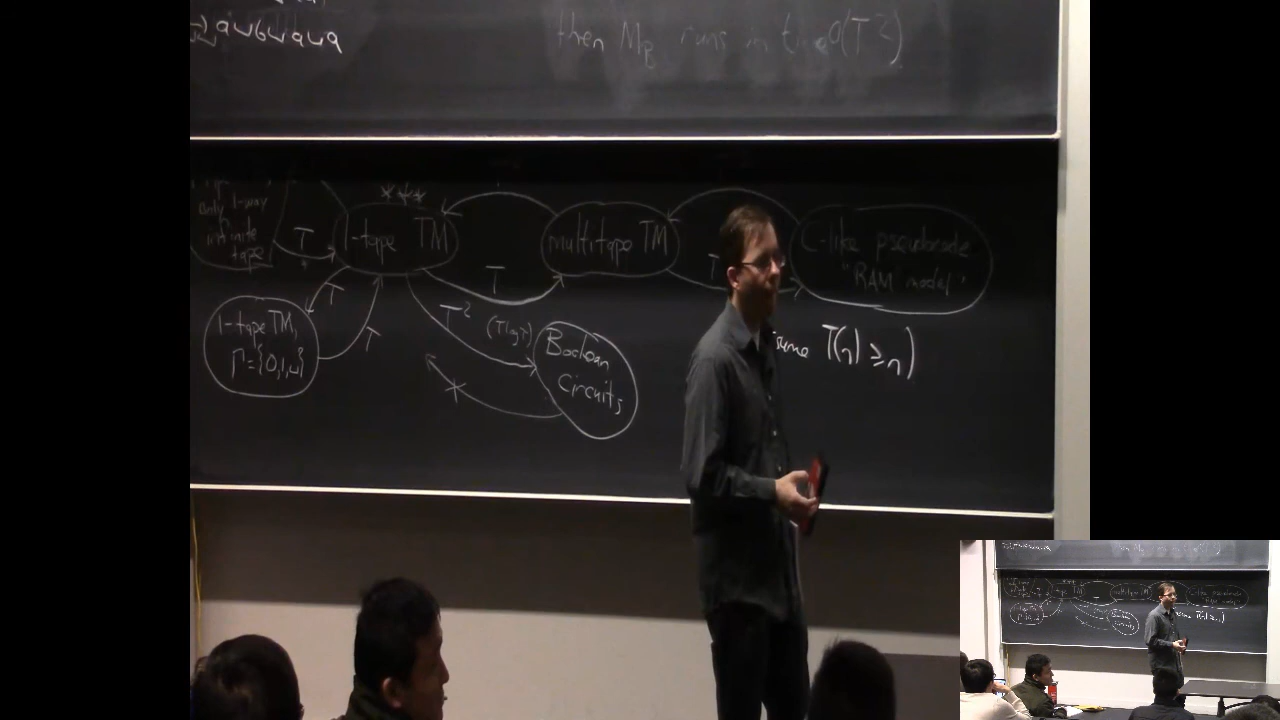 then M_B runs in time O(T²)
only 1-way
infinite
tape
T
***
1-tape TM
multitape TM
C-like pseudocode
"RAM model"
T
T
T
T
1-tape TM,
Γ={0,1,⊔}
T² (T log T)
Boolean
Circuits
T(n) ≥ n)